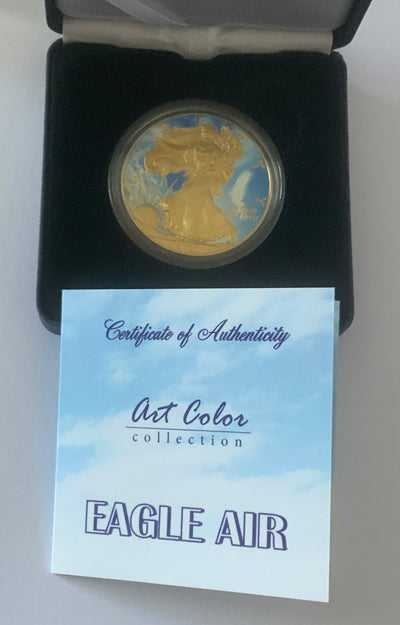 Certificate of Authenticity
Art Color
collection
EAGLE AIR